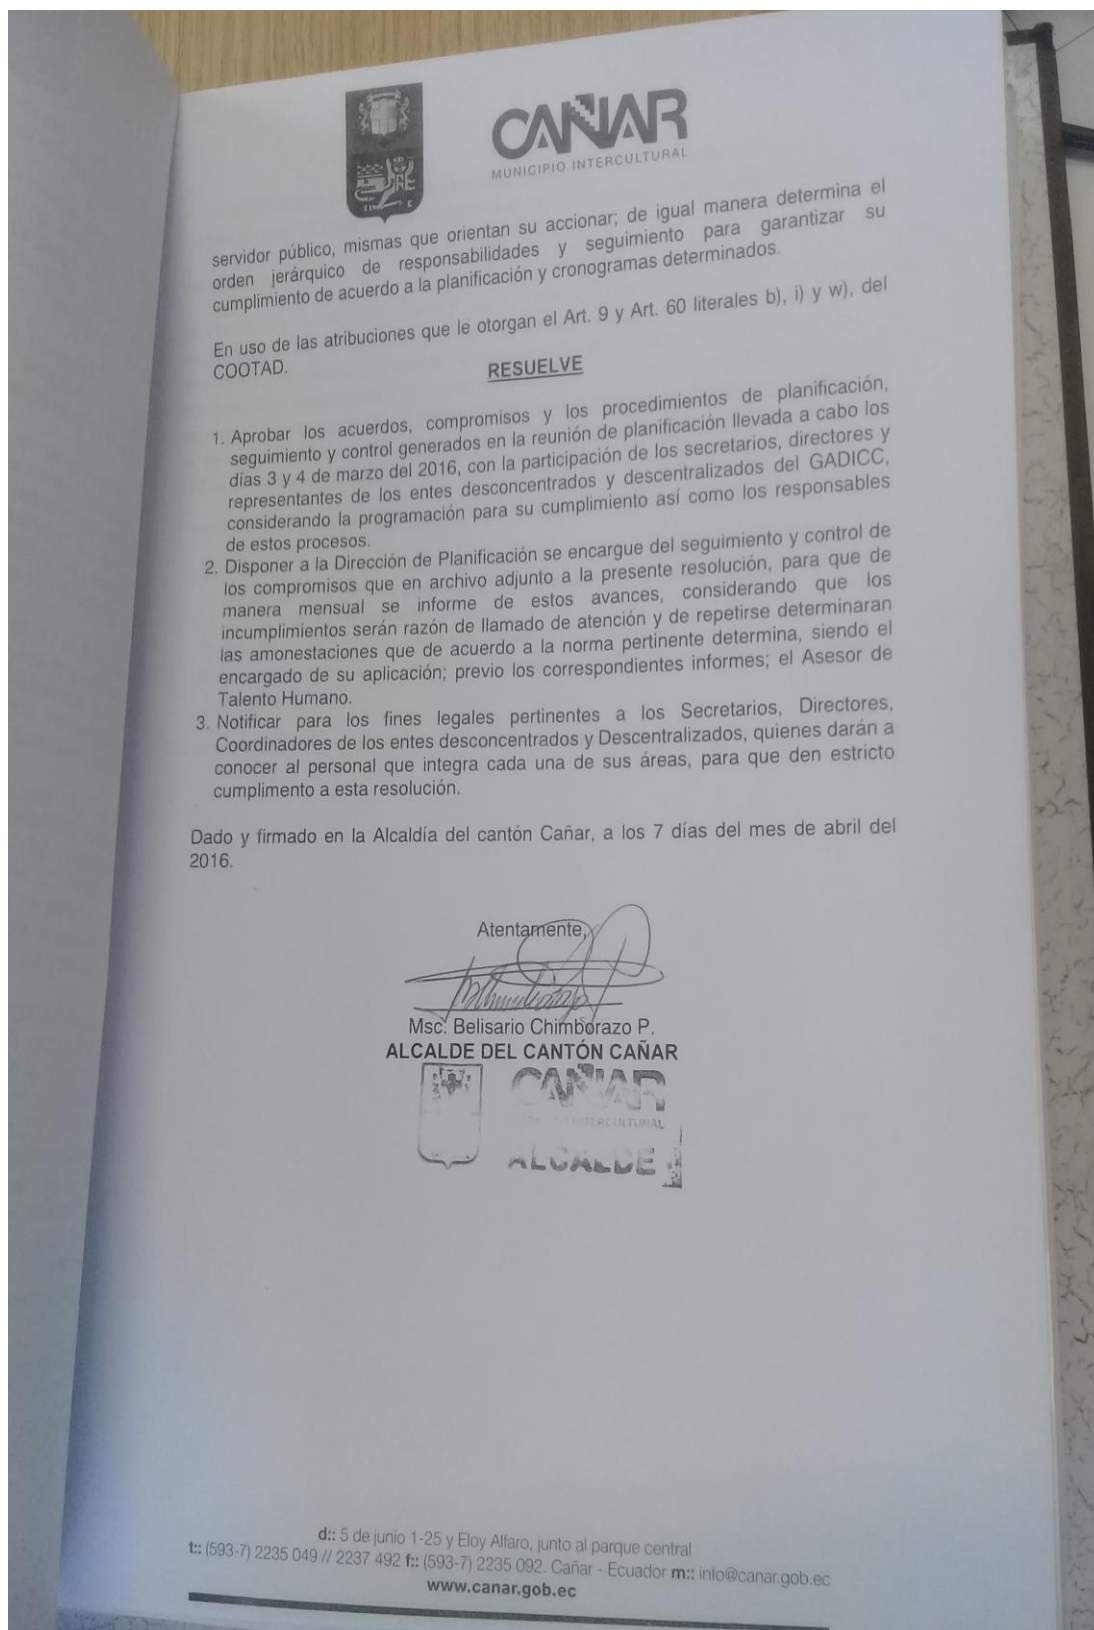 CAÑAR
MUNICIPIO INTERCULTURAL
servidor público, mismas que orientan su accionar; de igual manera determina el
orden jerárquico de responsabilidades y seguimiento para garantizar su
cumplimiento de acuerdo a la planificación y cronogramas determinados.
En uso de las atribuciones que le otorgan el Art. 9 y Art. 60 literales b), i) y w), del
COOTAD.
RESUELVE
1. Aprobar los acuerdos, compromisos y los procedimientos de planificación,
seguimiento y control generados en la reunión de planificación llevada a cabo los
días 3 y 4 de marzo del 2016, con la participación de los secretarios, directores y
representantes de los entes desconcentrados y descentralizados del GADICC,
considerando la programación para su cumplimiento así como los responsables
de estos procesos.
2. Disponer a la Dirección de Planificación se encargue del seguimiento y control de
los compromisos que en archivo adjunto a la presente resolución, para que de
manera mensual se informe de estos avances, considerando que los
incumplimientos serán razón de llamado de atención y de repetirse determinaran
las amonestaciones que de acuerdo a la norma pertinente determina, siendo el
encargado de su aplicación; previo los correspondientes informes; el Asesor de
Talento Humano.
3. Notificar para los fines legales pertinentes a los Secretarios, Directores,
Coordinadores de los entes desconcentrados y Descentralizados, quienes darán a
conocer al personal que integra cada una de sus áreas, para que den estricto
cumplimento a esta resolución.
Dado y firmado en la Alcaldía del cantón Cañar, a los 7 días del mes de abril del
2016.
Atentamente,
Msc. Belisario Chimborazo P.
ALCALDE DEL CANTÓN CAÑAR
CAÑAR
INTERCULTURAL
ALCALDE
d:: 5 de junio 1-25 y Eloy Alfaro, junto al parque central
t:: (593-7) 2235 049 // 2237 492 f:: (593-7) 2235 092. Cañar - Ecuador m:: info@canar.gob.ec
www.canar.gob.ec